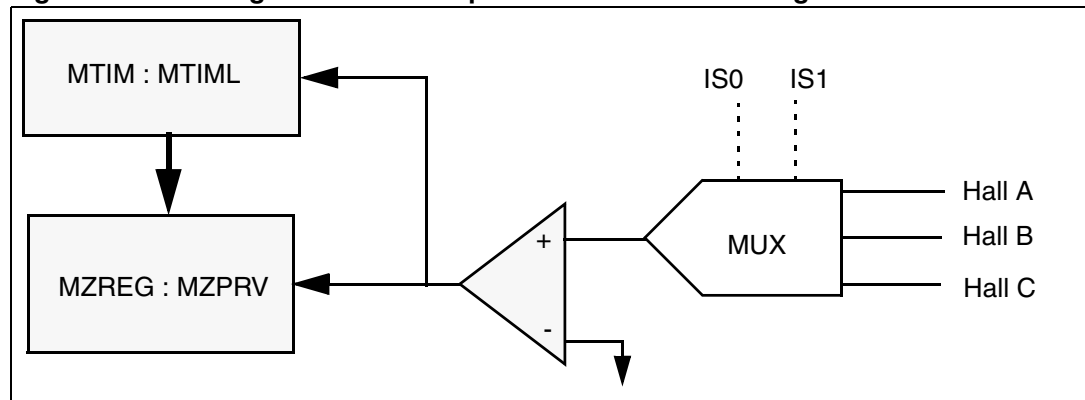 IS0 IS1
MTIM : MTIML
Hall A
Hall B
MUX
Hall C
MZREG : MZPRV
+
-